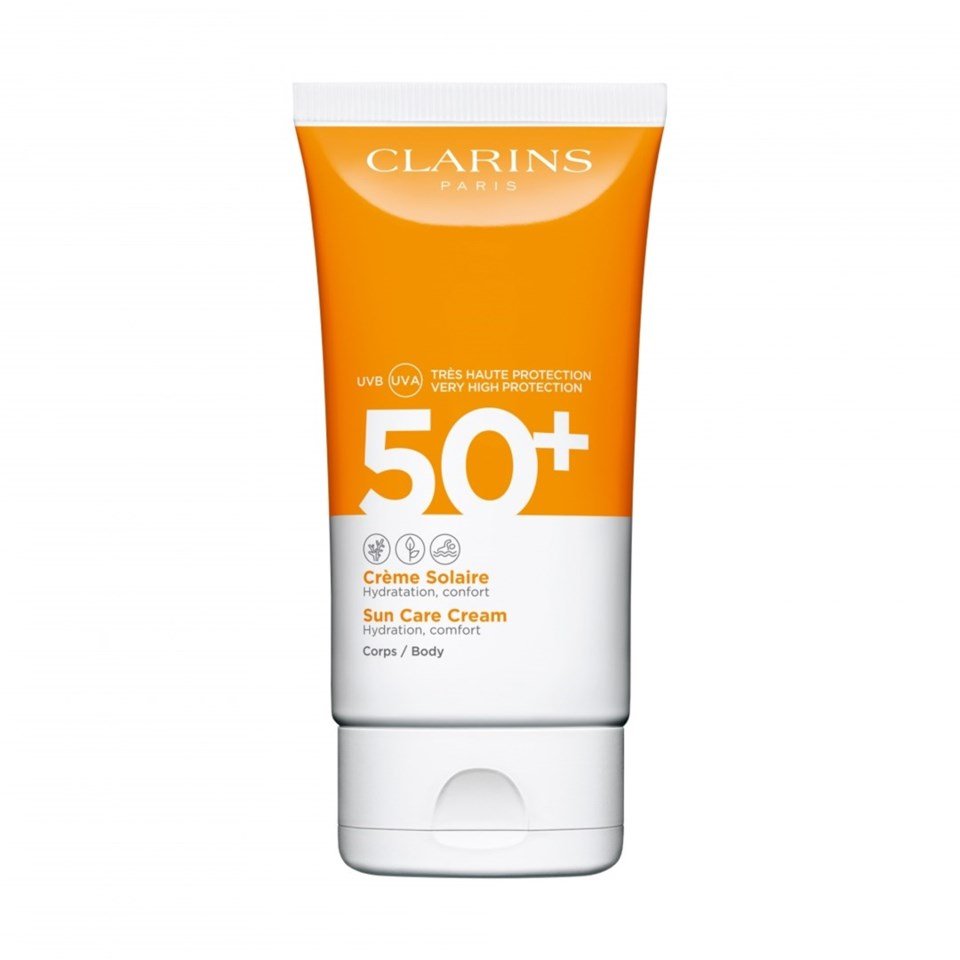 CLARINS
PARIS
UVB UVA TRÈS HAUTE PROTECTION
VERY HIGH PROTECTION
50+
Crème Solaire
Hydratation, confort
Sun Care Cream
Hydration, comfort
Corps / Body